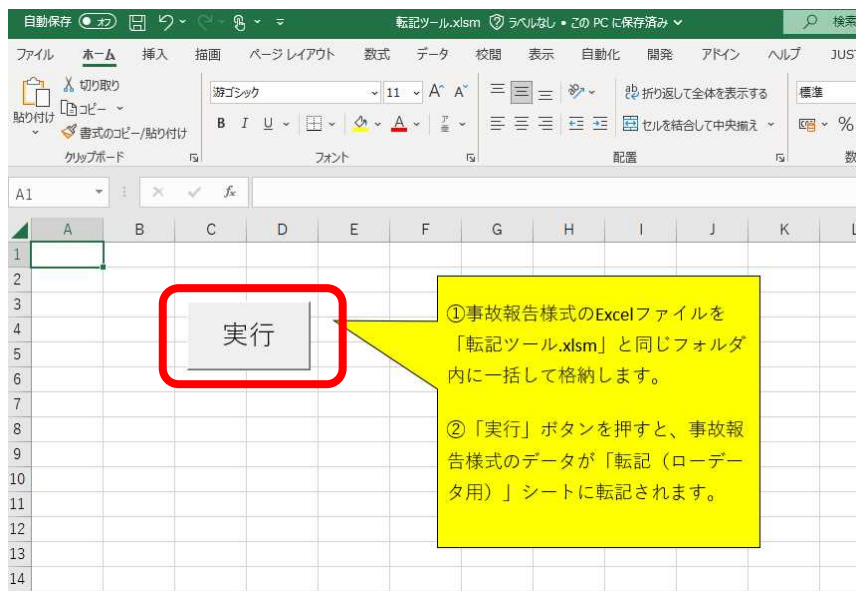 自動保存 オフ 転記ツール.xlsm ラベルなし • この PC に保存済み 検索
ファイル ホーム 挿入 描画 ページ レイアウト 数式 データ 校閲 表示 自動化 開発 アドイン ヘルプ JUS
貼り付け
切り取り
コピー
書式のコピー/貼り付け
クリップボード
游ゴシック 11 A A
B I U A
フォント
ab 折り返して全体を表示する
セルを結合して中央揃え
配置
標準
%
数
A1 fx
A B C D E F G H I J K L
1
2
3
4
5
6
7
8
9
10
11
12
13
14
実行
①事故報告様式のExcelファイルを
「転記ツール.xlsm」と同じフォルダ
内に一括して格納します。
②「実行」ボタンを押すと、事故報
告様式のデータが「転記（ローデー
タ用）」シートに転記されます。